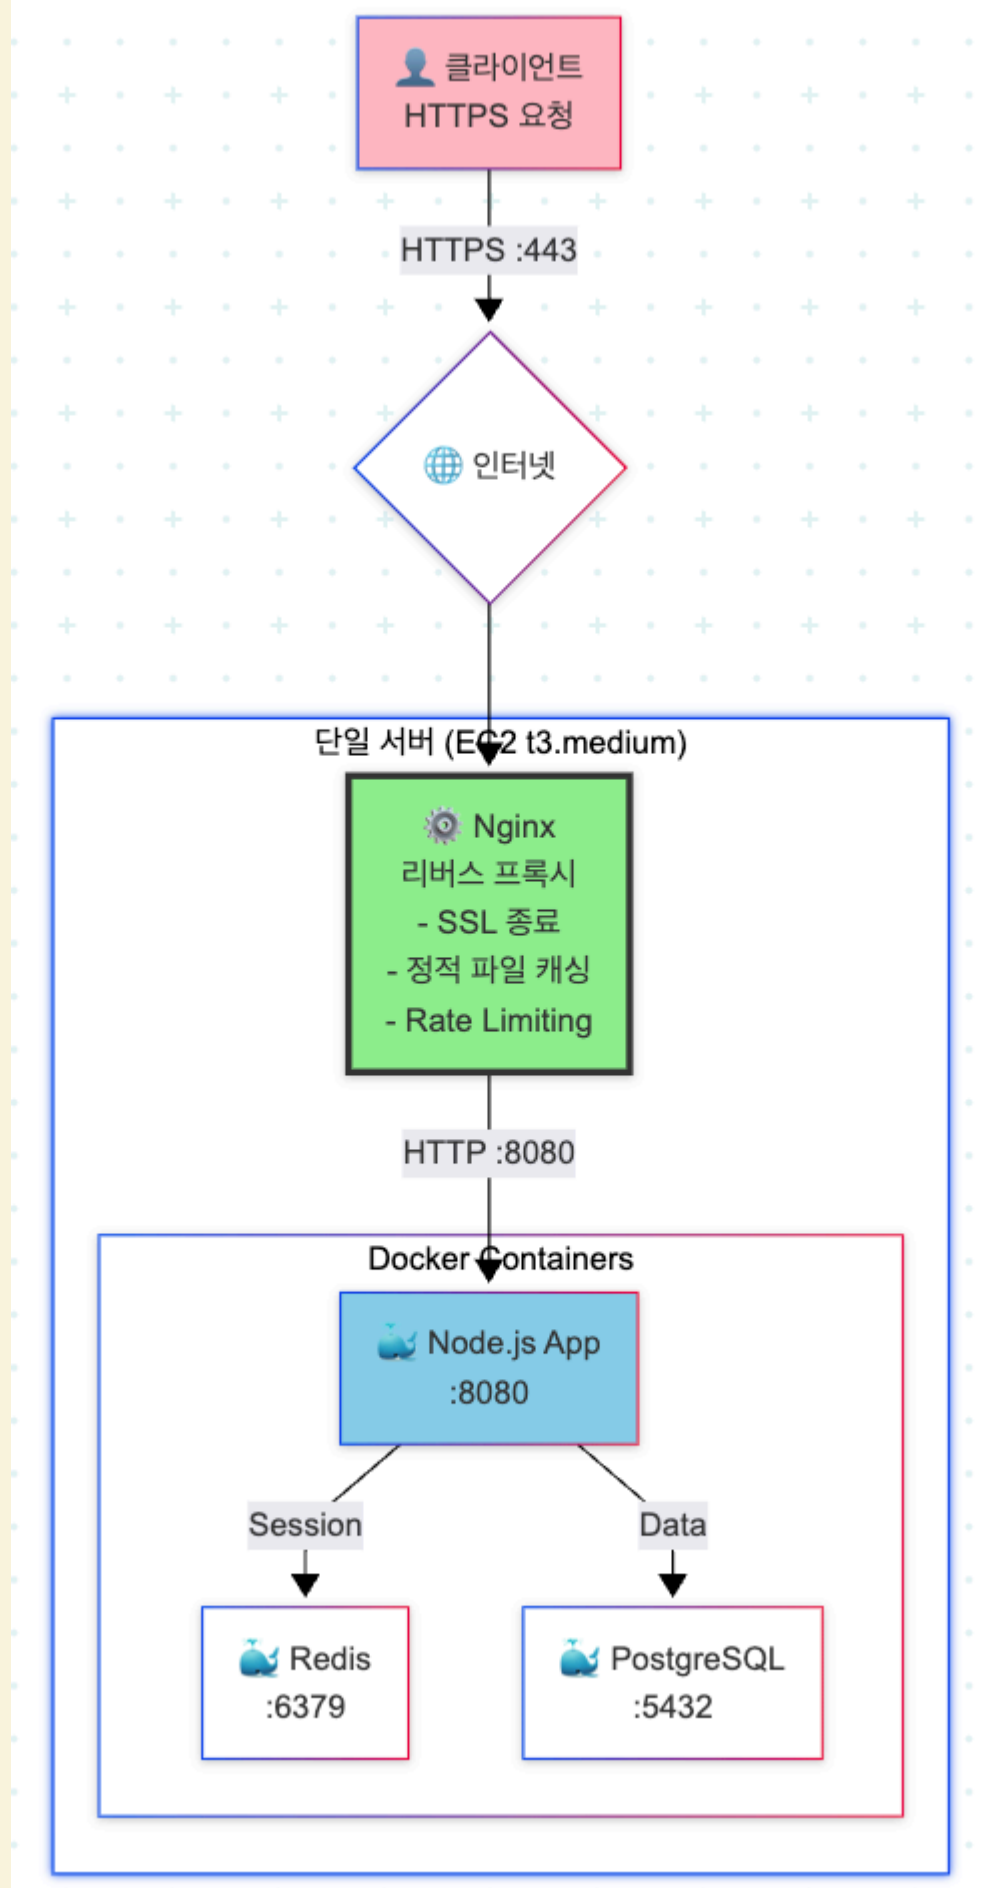 클라이언트
HTTPS 요청
HTTPS :443
인터넷
단일 서버 (EC2 t3.medium)
Nginx
리버스 프록시
- SSL 종료
- 정적 파일 캐싱
- Rate Limiting
HTTP :8080
Docker Containers
Node.js App
:8080
Session
Data
Redis
:6379
PostgreSQL
:5432